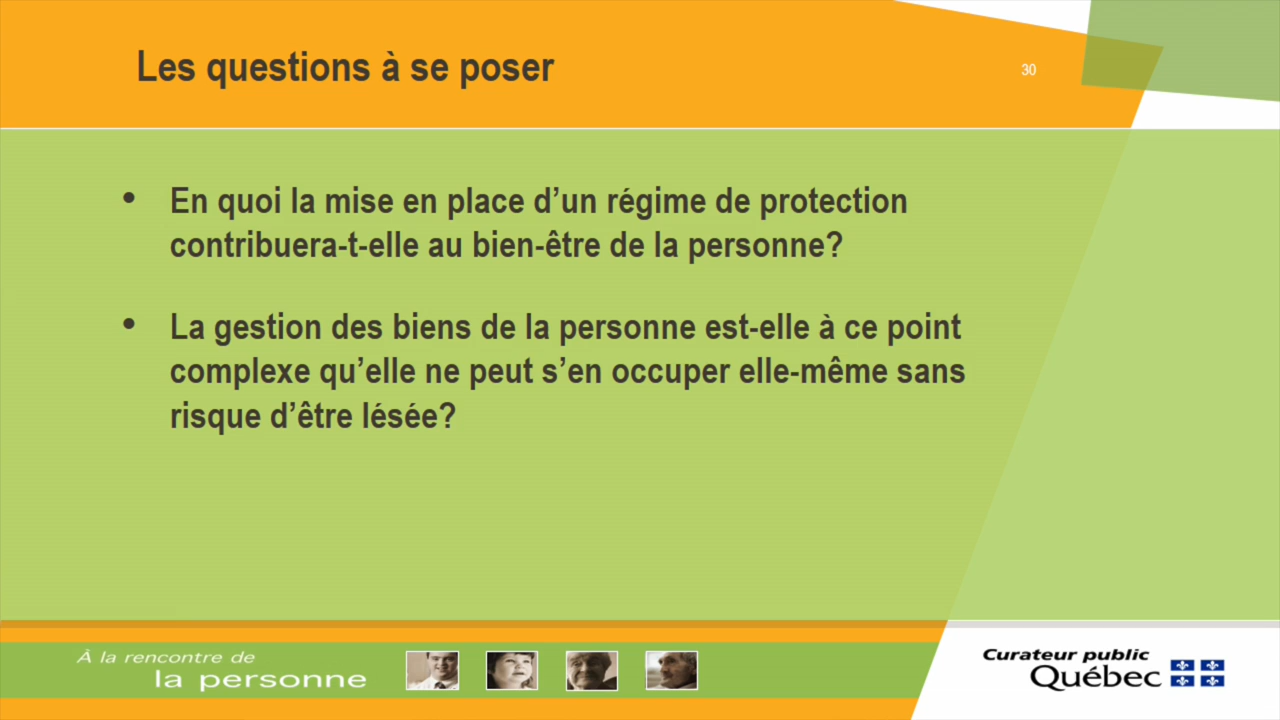 Les questions à se poser
30
• En quoi la mise en place d’un régime de protection
contribuera-t-elle au bien-être de la personne?
• La gestion des biens de la personne est-elle à ce point
complexe qu’elle ne peut s’en occuper elle-même sans
risque d’être lésée?
À la rencontre de
la personne
Curateur public
Québec